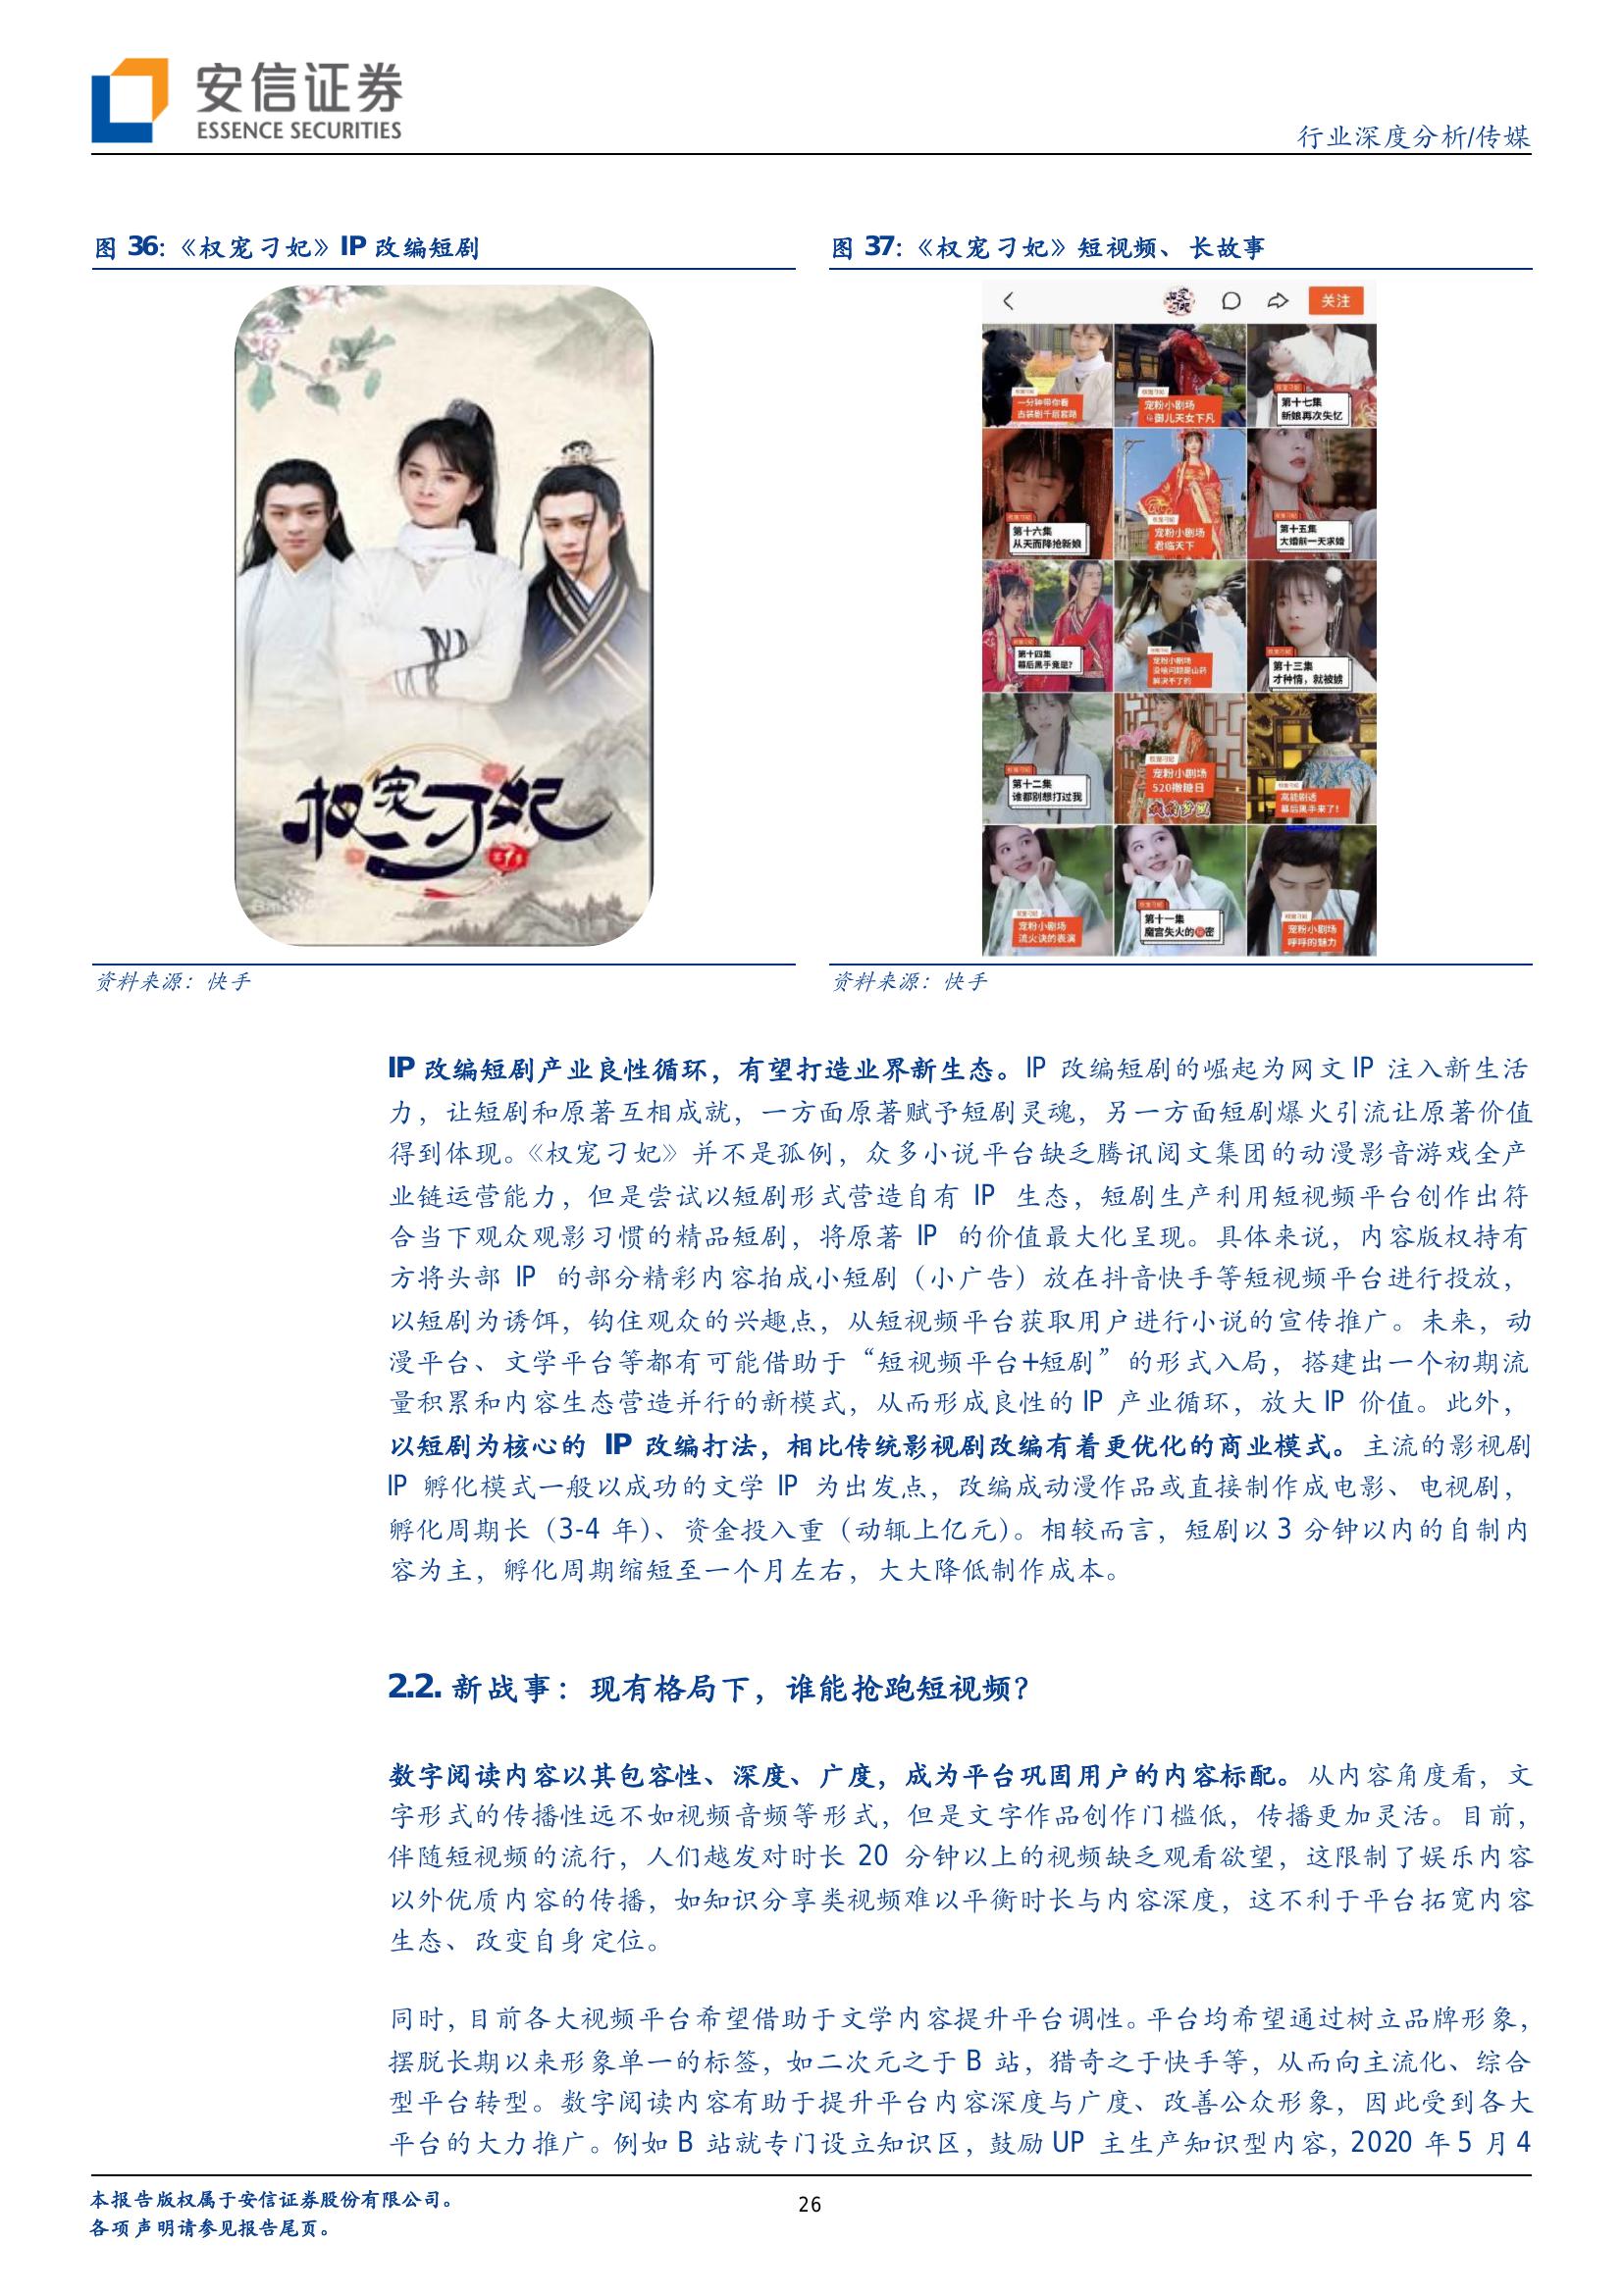 安信证券
ESSENCE SECURITIES
行业深度分析/传媒
图 36:《权宠刁妃》IP 改编短剧
图 37:《权宠刁妃》短视频、长故事
权宠刁妃
关注
一分钟带你看
古装剧千层套路
宠粉小剧场
御儿天女下凡
第十七集
新娘再次失忆
第十六集
从天而降抢新娘
宠粉小剧场
君临天下
第十五集
大婚前一天求婚
第十四集
幕后黑手竟是?
宠粉小剧场
没啥问题是山药
解决不了的
第十三集
才种情，就被掳
第十二集
谁都别想打过我
宠粉小剧场
520撒糖日
高能剧透
幕后黑手来了!
宠粉小剧场
流火诀的表演
第十一集
魔宫失火的秘密
宠粉小剧场
呼呼的魅力
资料来源：快手
资料来源：快手
IP 改编短剧产业良性循环，有望打造业界新生态。IP 改编短剧的崛起为网文 IP 注入新生活
力，让短剧和原著互相成就，一方面原著赋予短剧灵魂，另一方面短剧爆火引流让原著价值
得到体现。《权宠刁妃》并不是孤例，众多小说平台缺乏腾讯阅文集团的动漫影音游戏全产
业链运营能力，但是尝试以短剧形式营造自有 IP 生态，短剧生产利用短视频平台创作出符
合当下观众观影习惯的精品短剧，将原著 IP 的价值最大化呈现。具体来说，内容版权持有
方将头部 IP 的部分精彩内容拍成小短剧（小广告）放在抖音快手等短视频平台进行投放，
以短剧为诱饵，钩住观众的兴趣点，从短视频平台获取用户进行小说的宣传推广。未来，动
漫平台、文学平台等都有可能借助于“短视频平台+短剧”的形式入局，搭建出一个初期流
量积累和内容生态营造并行的新模式，从而形成良性的 IP 产业循环，放大 IP 价值。此外，
以短剧为核心的 IP 改编打法，相比传统影视剧改编有着更优化的商业模式。主流的影视剧
IP 孵化模式一般以成功的文学 IP 为出发点，改编成动漫作品或直接制作成电影、电视剧，
孵化周期长（3-4 年）、资金投入重（动辄上亿元）。相较而言，短剧以 3 分钟以内的自制内
容为主，孵化周期缩短至一个月左右，大大降低制作成本。
2.2. 新战事：现有格局下，谁能抢跑短视频？
数字阅读内容以其包容性、深度、广度，成为平台巩固用户的内容标配。从内容角度看，文
字形式的传播性远不如视频音频等形式，但是文字作品创作门槛低，传播更加灵活。目前，
伴随短视频的流行，人们越发对时长 20 分钟以上的视频缺乏观看欲望，这限制了娱乐内容
以外优质内容的传播，如知识分享类视频难以平衡时长与内容深度，这不利于平台拓宽内容
生态、改变自身定位。
同时，目前各大视频平台希望借助于文学内容提升平台调性。平台均希望通过树立品牌形象，
摆脱长期以来形象单一的标签，如二次元之于 B 站，猎奇之于快手等，从而向主流化、综合
型平台转型。数字阅读内容有助于提升平台内容深度与广度、改善公众形象，因此受到各大
平台的大力推广。例如 B 站就专门设立知识区，鼓励 UP 主生产知识型内容，2020 年 5 月 4
本报告版权属于安信证券股份有限公司。
各项声明请参见报告尾页。
26